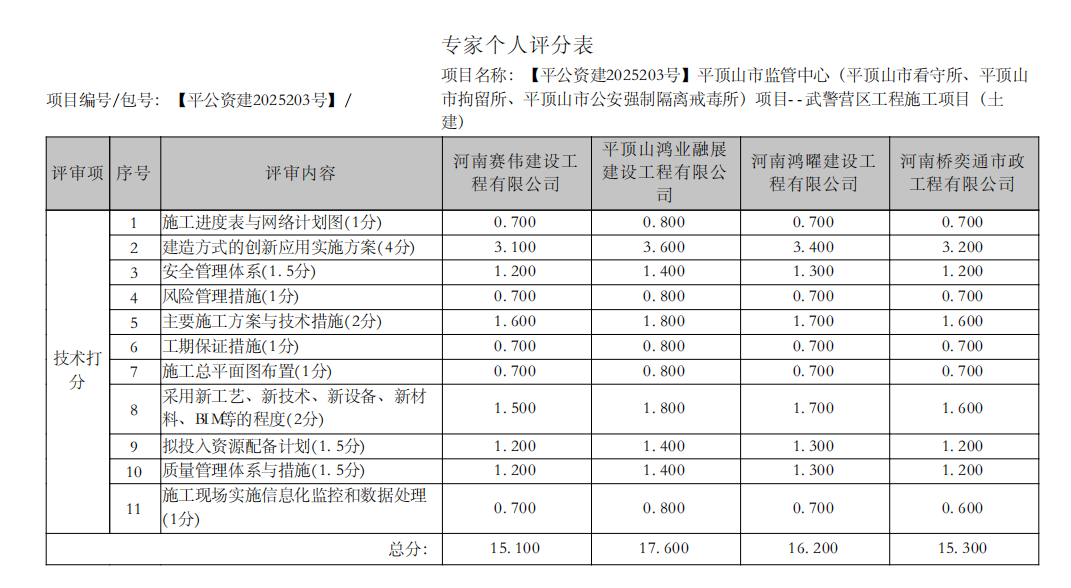 专家个人评分表
项目编号/包号：【平公资建2025203号】/
项目名称：【平公资建2025203号】平顶山市监管中心（平顶山市看守所、平顶山
市拘留所、平顶山市公安强制隔离戒毒所）项目--武警营区工程施工项目（土
建）
评审项 序号 评审内容 河南赛伟建设工程有限公司 平顶山鸿业融展建设工程有限公司 河南鸿曜建设工程有限公司 河南桥奕通市政工程有限公司
技术打分
1 施工进度表与网络计划图(1分) 0.700 0.800 0.700 0.700
2 建造方式的创新应用实施方案(4分) 3.100 3.600 3.400 3.200
3 安全管理体系(1.5分) 1.200 1.400 1.300 1.200
4 风险管理措施(1分) 0.700 0.800 0.700 0.700
5 主要施工方案与技术措施(2分) 1.600 1.800 1.700 1.600
6 工期保证措施(1分) 0.700 0.800 0.700 0.700
7 施工总平面图布置(1分) 0.700 0.800 0.700 0.700
8 采用新工艺、新技术、新设备、新材料、BIM等的程度(2分) 1.500 1.800 1.700 1.600
9 拟投入资源配备计划(1.5分) 1.200 1.400 1.300 1.200
10 质量管理体系与措施(1.5分) 1.200 1.400 1.300 1.200
11 施工现场实施信息化监控和数据处理(1分) 0.700 0.800 0.700 0.600
总分： 15.100 17.600 16.200 15.300